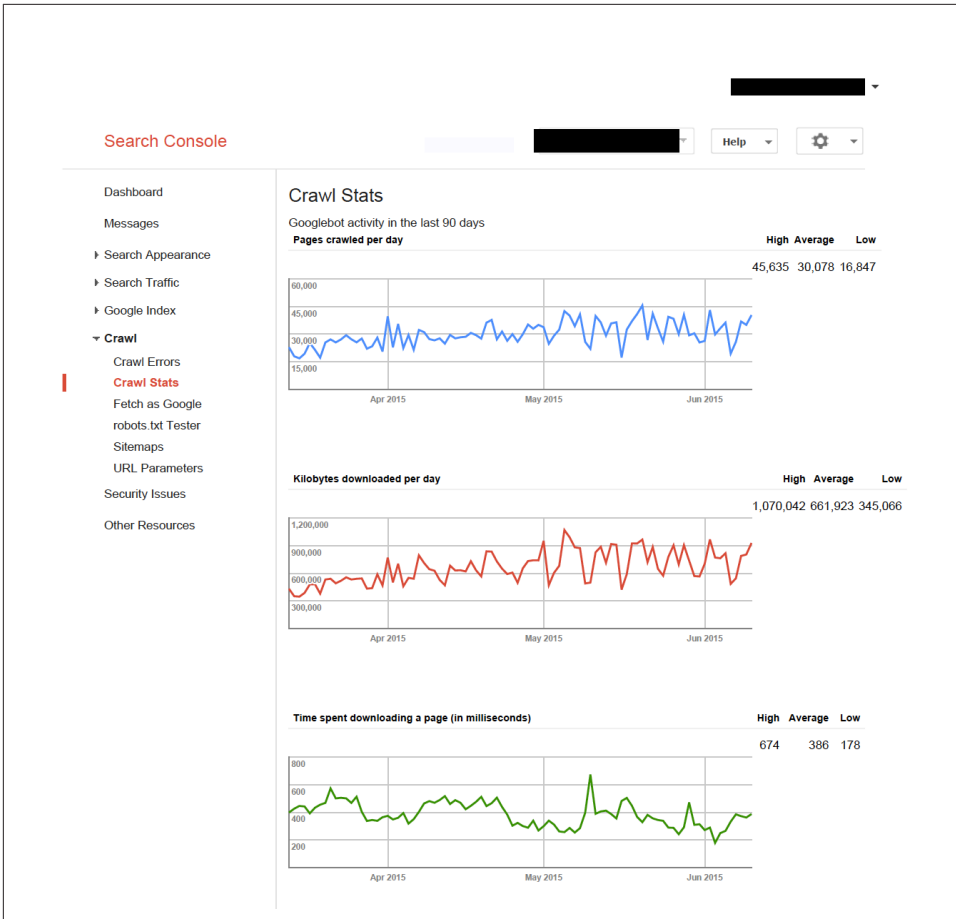 Search Console
Help
Dashboard
Messages
Search Appearance
Search Traffic
Google Index
Crawl
Crawl Errors
Crawl Stats
Fetch as Google
robots.txt Tester
Sitemaps
URL Parameters
Security Issues
Other Resources
Crawl Stats
Googlebot activity in the last 90 days
Pages crawled per day High Average Low
45,635 30,078 16,847
60,000
45,000
30,000
15,000
Apr 2015 May 2015 Jun 2015
Kilobytes downloaded per day High Average Low
1,070,042 661,923 345,066
1,200,000
900,000
600,000
300,000
Apr 2015 May 2015 Jun 2015
Time spent downloading a page (in milliseconds) High Average Low
674 386 178
800
600
400
200
Apr 2015 May 2015 Jun 2015